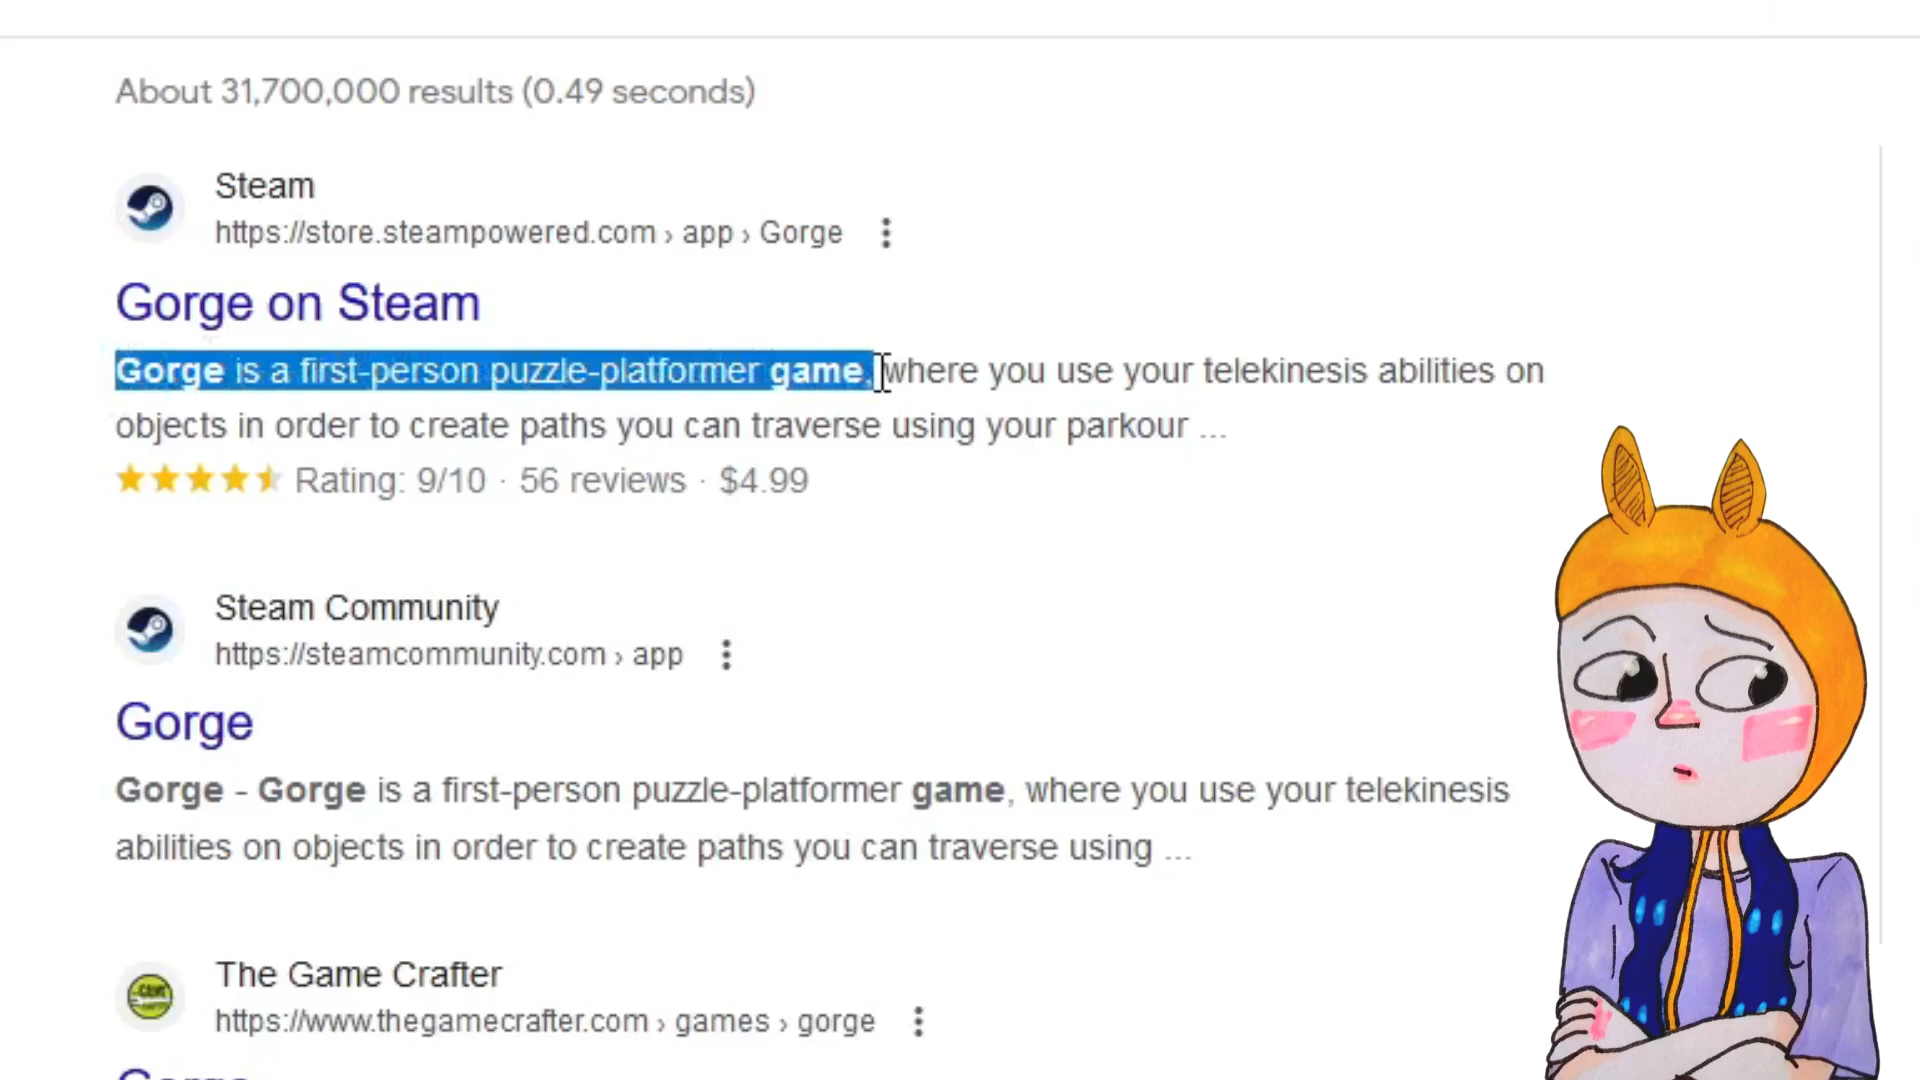 About 31,700,000 results (0.49 seconds)
Steam
https://store.steampowered.com › app › Gorge
Gorge on Steam
Gorge is a first-person puzzle-platformer game, where you use your telekinesis abilities on
objects in order to create paths you can traverse using your parkour ...
Rating: 9/10 · 56 reviews · $4.99
Steam Community
https://steamcommunity.com › app
Gorge
Gorge - Gorge is a first-person puzzle-platformer game, where you use your telekinesis
abilities on objects in order to create paths you can traverse using ...
The Game Crafter
https://www.thegamecrafter.com › games › gorge